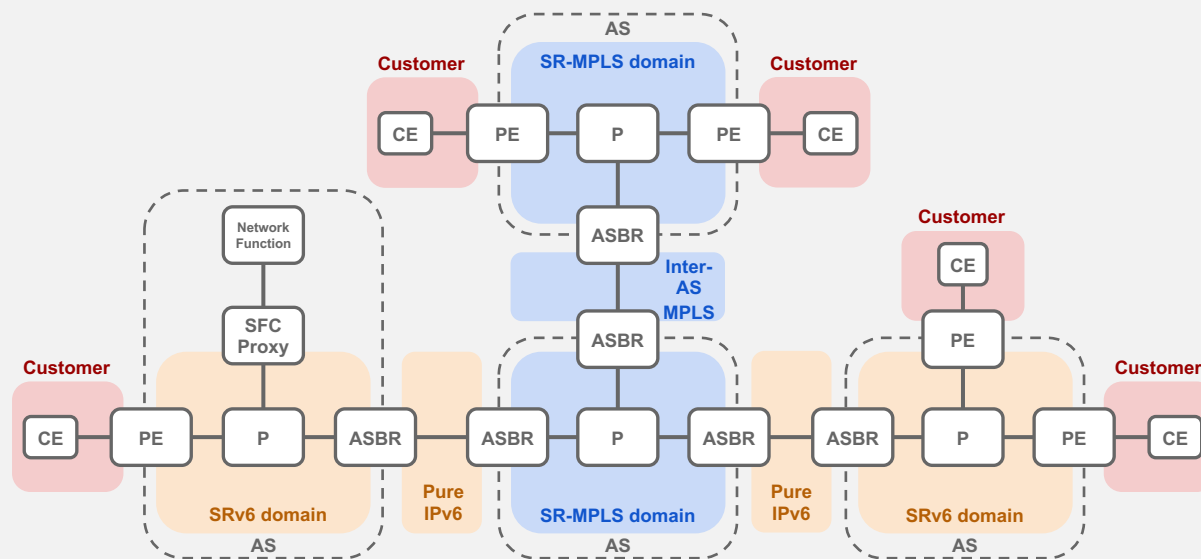 AS
Customer
SR-MPLS domain
Customer
CE
PE
P
PE
CE
ASBR
Network
Function
Customer
CE
Inter-
AS
MPLS
SFC
Proxy
ASBR
PE
Customer
Customer
CE
PE
P
ASBR
ASBR
P
ASBR
ASBR
P
PE
CE
SRv6 domain
Pure
IPv6
SR-MPLS domain
Pure
IPv6
SRv6 domain
AS
AS
AS